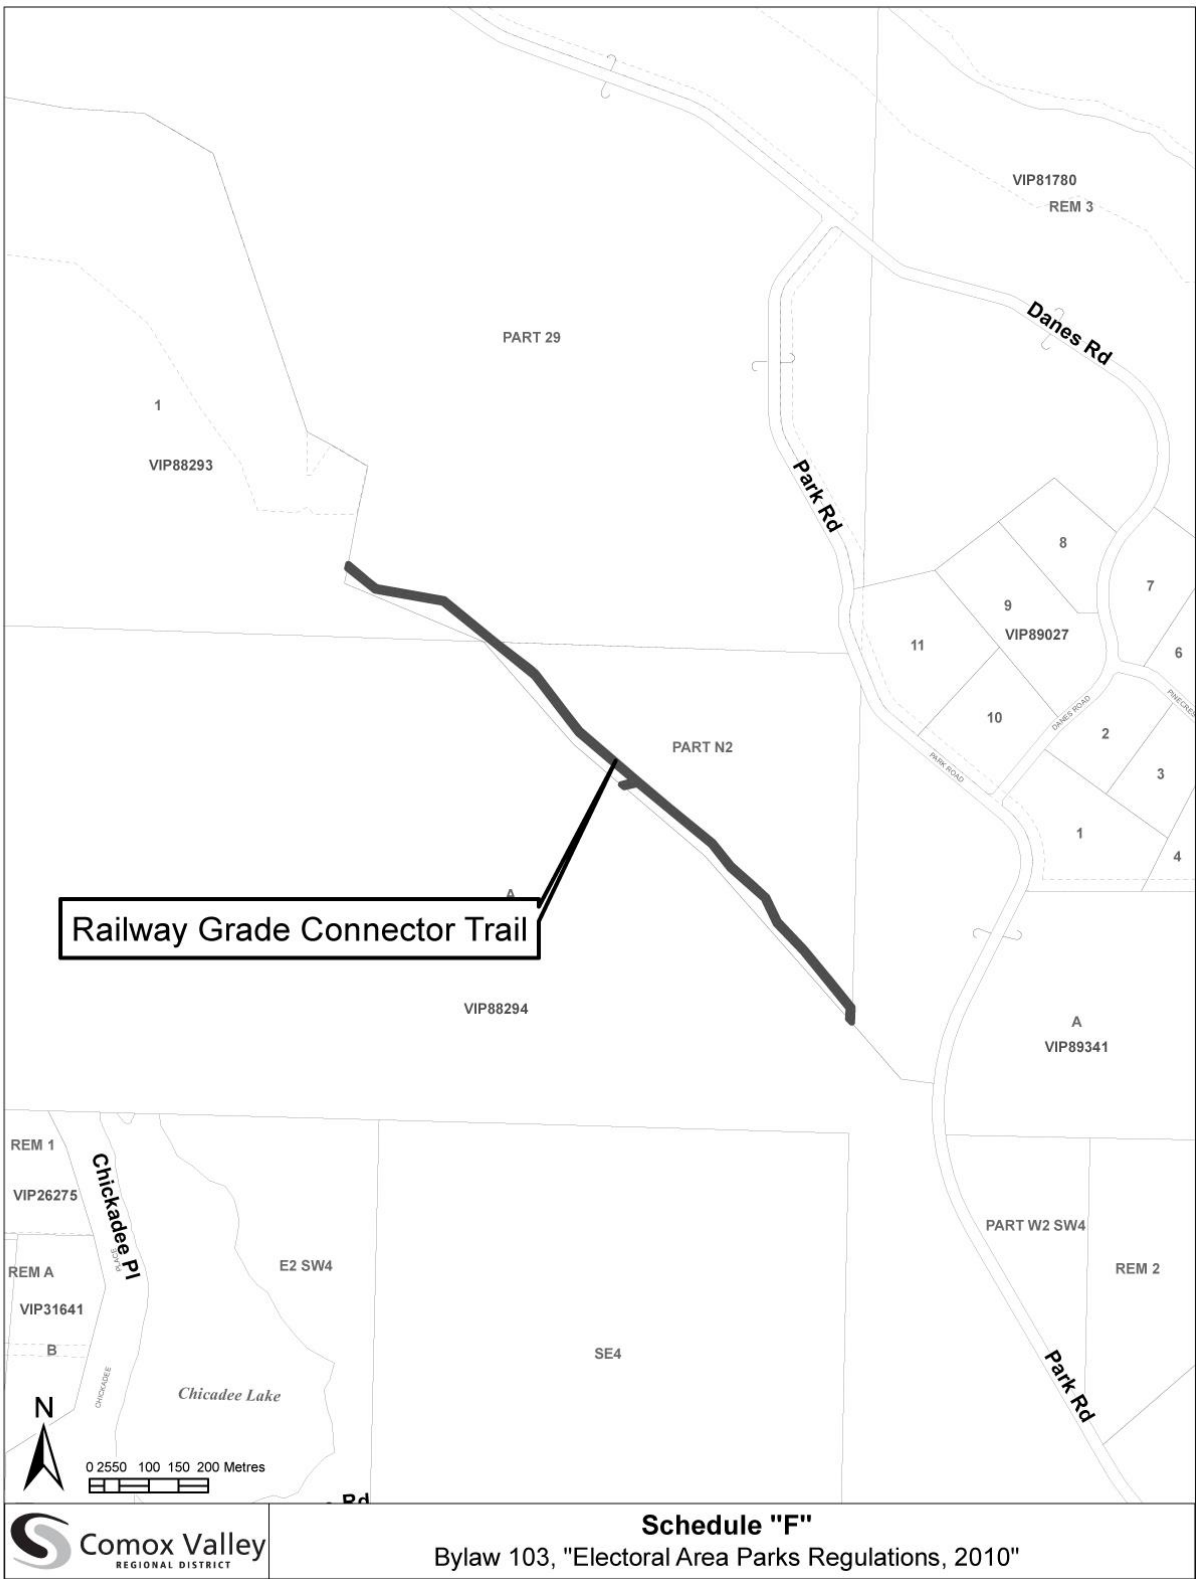 VIP81780
REM 3
Danes Rd
PART 29
1
VIP88293
Park Rd
8
7
9
VIP89027
11
6
PINECRES
10
DANES ROAD
2
PART N2
PARK ROAD
3
1
4
A
Railway Grade Connector Trail
VIP88294
A
VIP89341
REM 1
Chickadee Pl
VIP26275
PLACE
PART W2 SW4
E2 SW4
REM 2
REM A
VIP31641
B
SE4
CHICKADEE
Chicadee Lake
Park Rd
N
0 2550 100 150 200 Metres
Rd
Comox Valley
REGIONAL DISTRICT
Schedule "F"
Bylaw 103, "Electoral Area Parks Regulations, 2010"